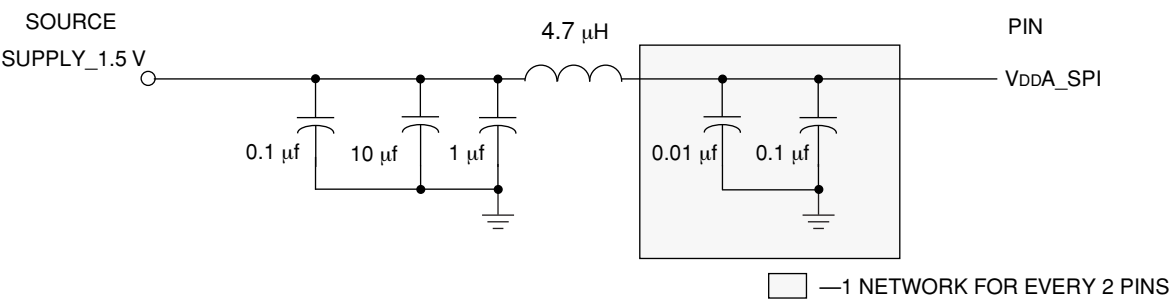 SOURCE
SUPPLY_1.5 V
4.7 μH
PIN
VDDA_SPI
0.1 μf
10 μf
1 μf
0.01 μf
0.1 μf
—1 NETWORK FOR EVERY 2 PINS